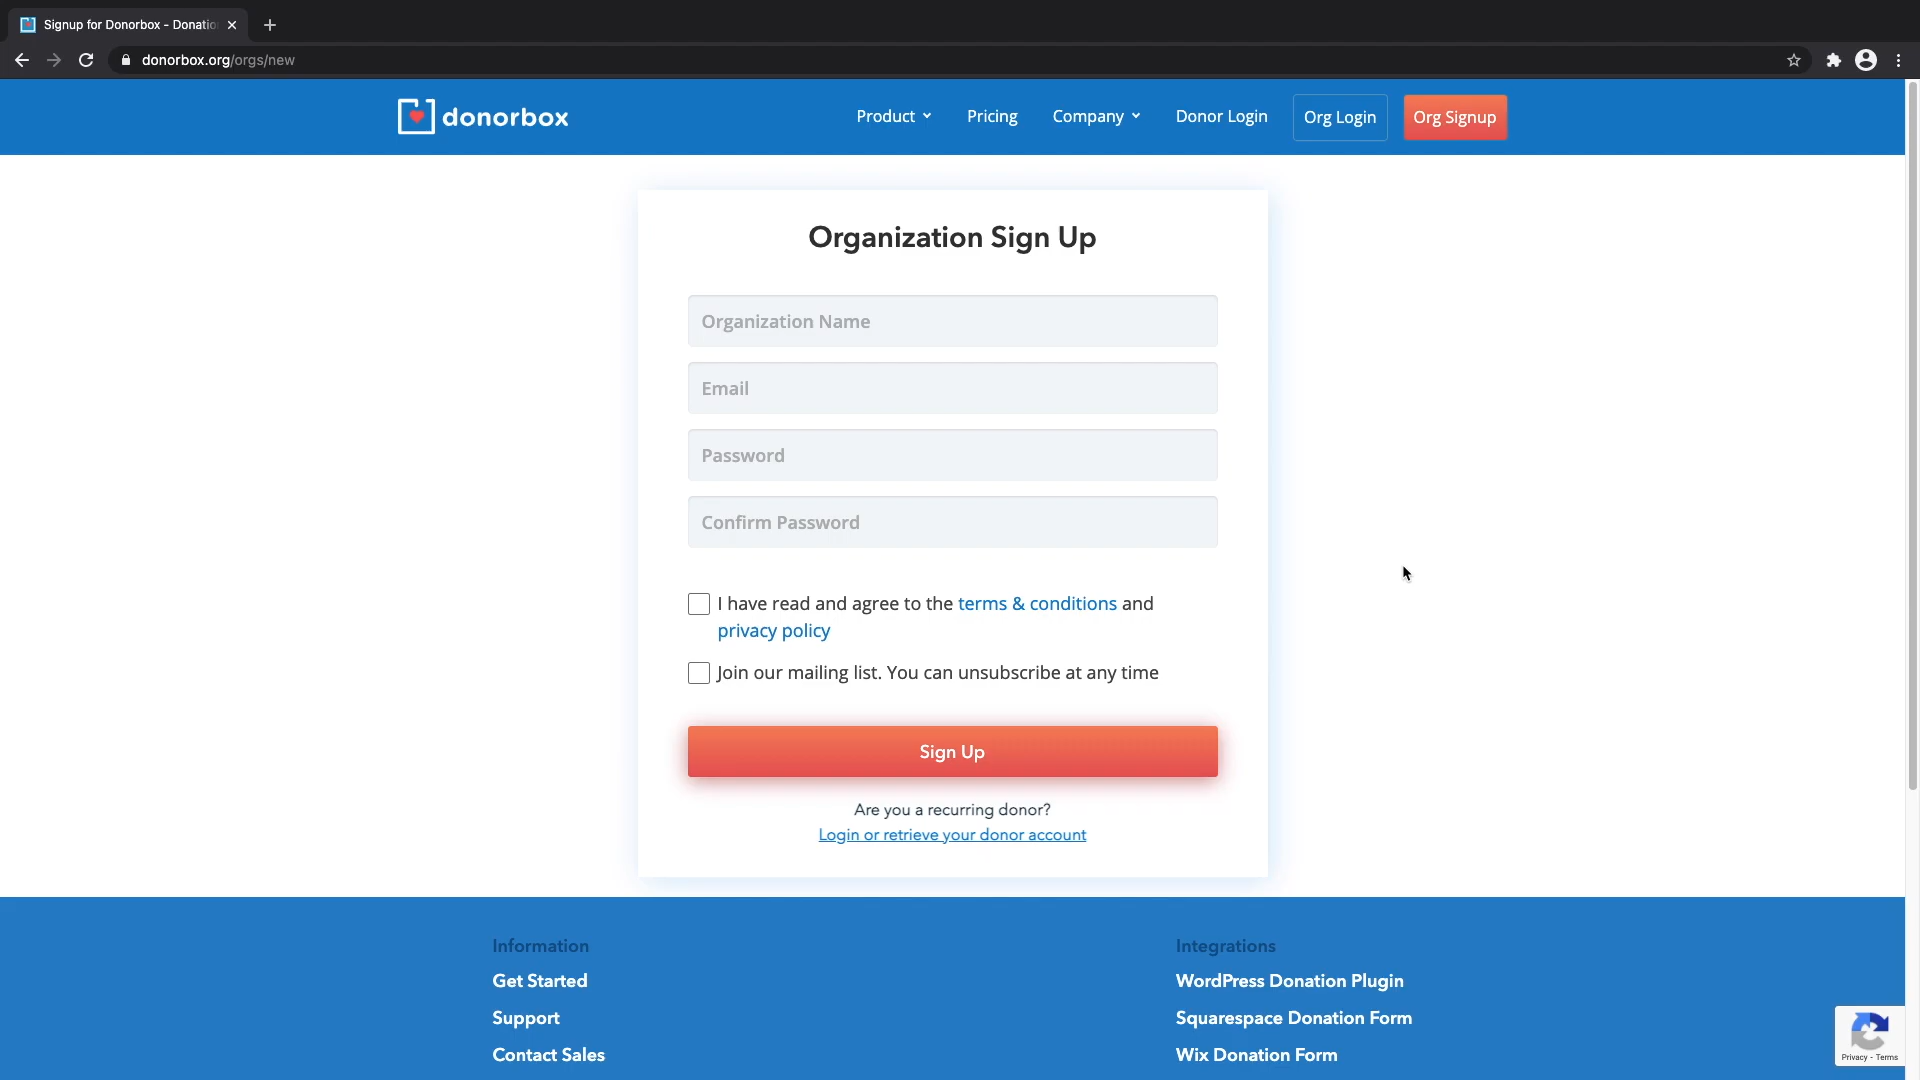 Signup for Donorbox - Donatio
donorbox.org/orgs/new
donorbox
Product
Pricing
Company
Donor Login
Org Login
Org Signup
Organization Sign Up
Organization Name
Email
Password
Confirm Password
I have read and agree to the terms & conditions and
privacy policy
Join our mailing list. You can unsubscribe at any time
Sign Up
Are you a recurring donor?
Login or retrieve your donor account
Information
Get Started
Support
Contact Sales
Integrations
WordPress Donation Plugin
Squarespace Donation Form
Wix Donation Form
Privacy - Terms